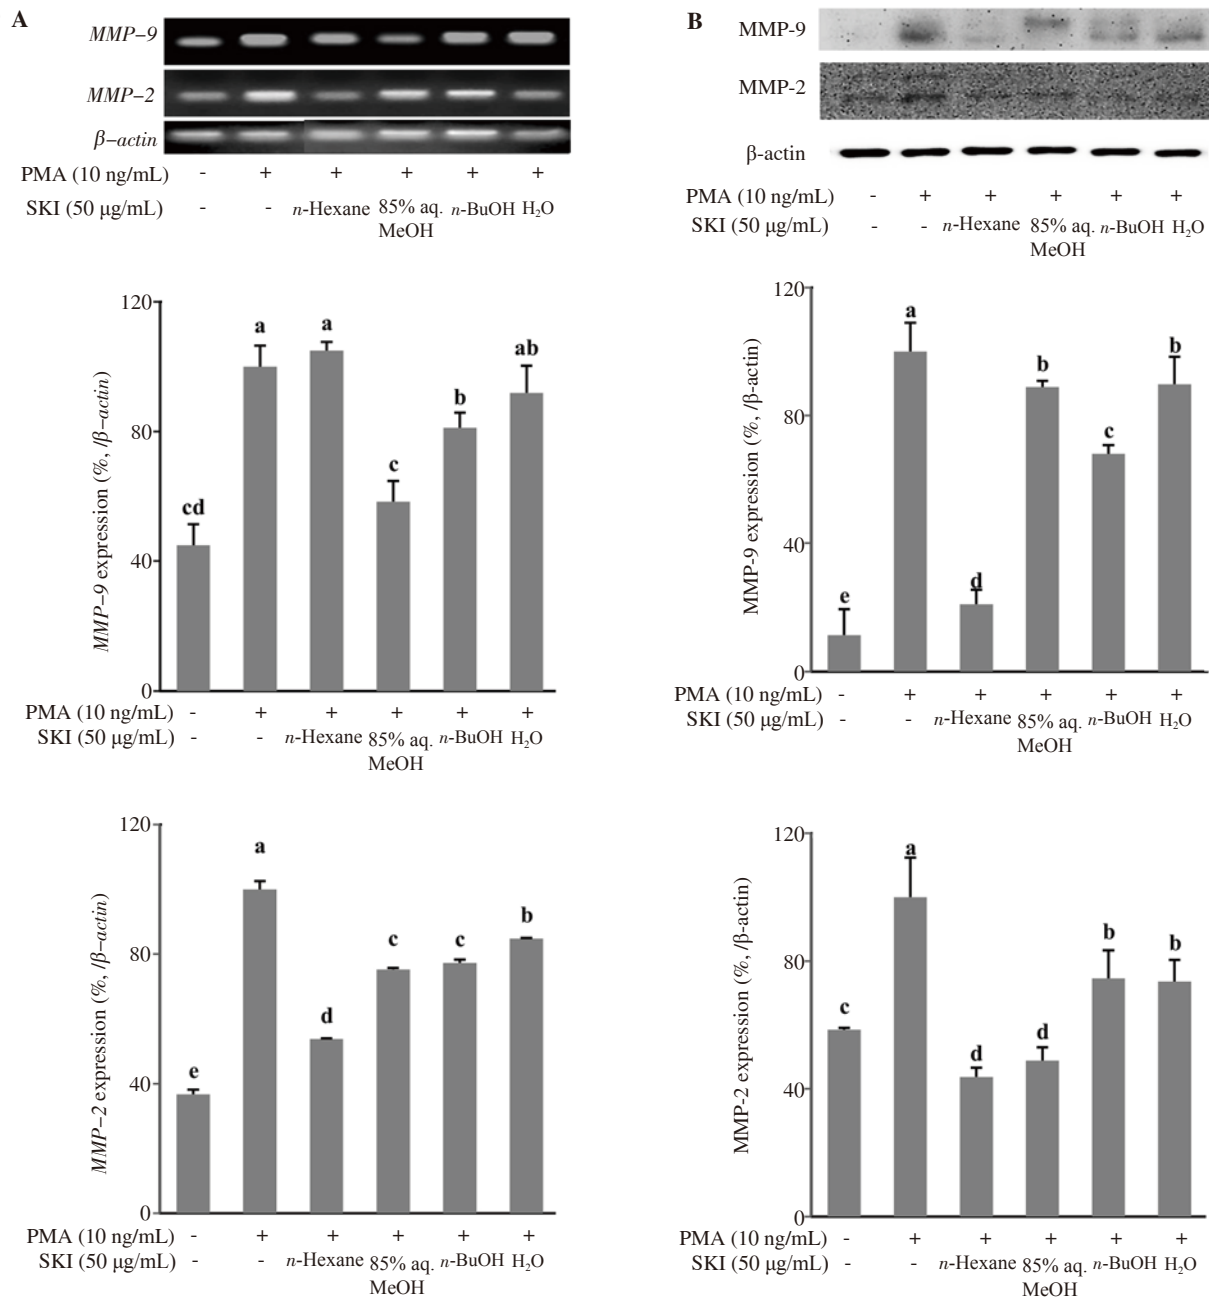 A
MMP-9
MMP-2
β-actin
PMA (10 ng/mL) - + + + + +
SKI (50 µg/mL) - - n-Hexane 85% aq. n-BuOH H₂O
MeOH
120
80
40
0
MMP-9 expression (%, /β-actin)
cd a a c b ab
PMA (10 ng/mL) - + + + + +
SKI (50 µg/mL) - - n-Hexane 85% aq. n-BuOH H₂O
MeOH
120
80
40
0
MMP-2 expression (%, /β-actin)
e a d c c b
PMA (10 ng/mL) - + + + + +
SKI (50 µg/mL) - - n-Hexane 85% aq. n-BuOH H₂O
MeOH
B
MMP-9
MMP-2
β-actin
PMA (10 ng/mL) - + + + + +
SKI (50 µg/mL) - - n-Hexane 85% aq. n-BuOH H₂O
MeOH
120
80
40
0
MMP-9 expression (%, /β-actin)
e a d b c b
PMA (10 ng/mL) - + + + + +
SKI (50 µg/mL) - - n-Hexane 85% aq. n-BuOH H₂O
MeOH
120
80
40
0
MMP-2 expression (%, /β-actin)
c a d d b b
PMA (10 ng/mL) - + + + + +
SKI (50 µg/mL) - - n-Hexane 85% aq. n-BuOH H₂O
MeOH